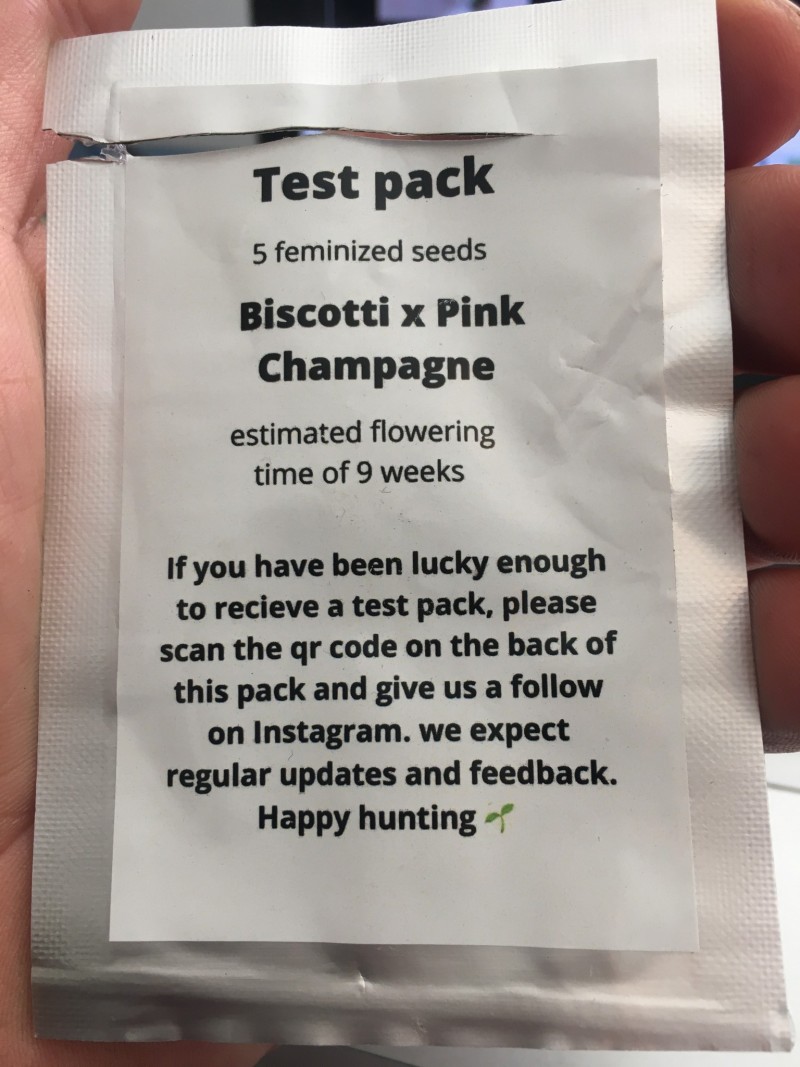 Test pack
5 feminized seeds
Biscotti x Pink
Champagne
estimated flowering
time of 9 weeks
If you have been lucky enough
to recieve a test pack, please
scan the qr code on the back of
this pack and give us a follow
on Instagram. we expect
regular updates and feedback.
Happy hunting 🌱